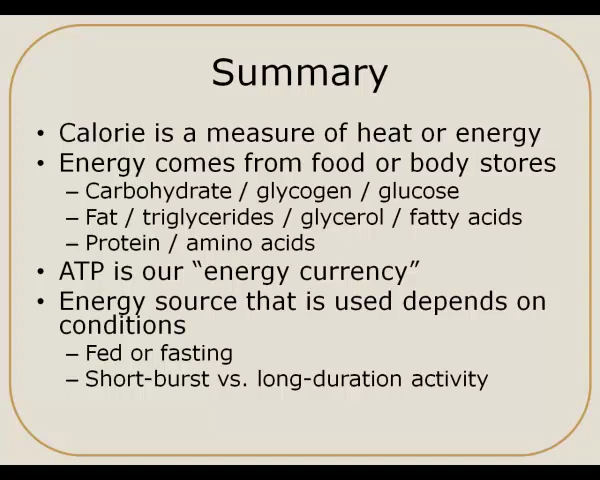 Summary
• Calorie is a measure of heat or energy
• Energy comes from food or body stores
– Carbohydrate / glycogen / glucose
– Fat / triglycerides / glycerol / fatty acids
– Protein / amino acids
• ATP is our “energy currency”
• Energy source that is used depends on
conditions
– Fed or fasting
– Short-burst vs. long-duration activity